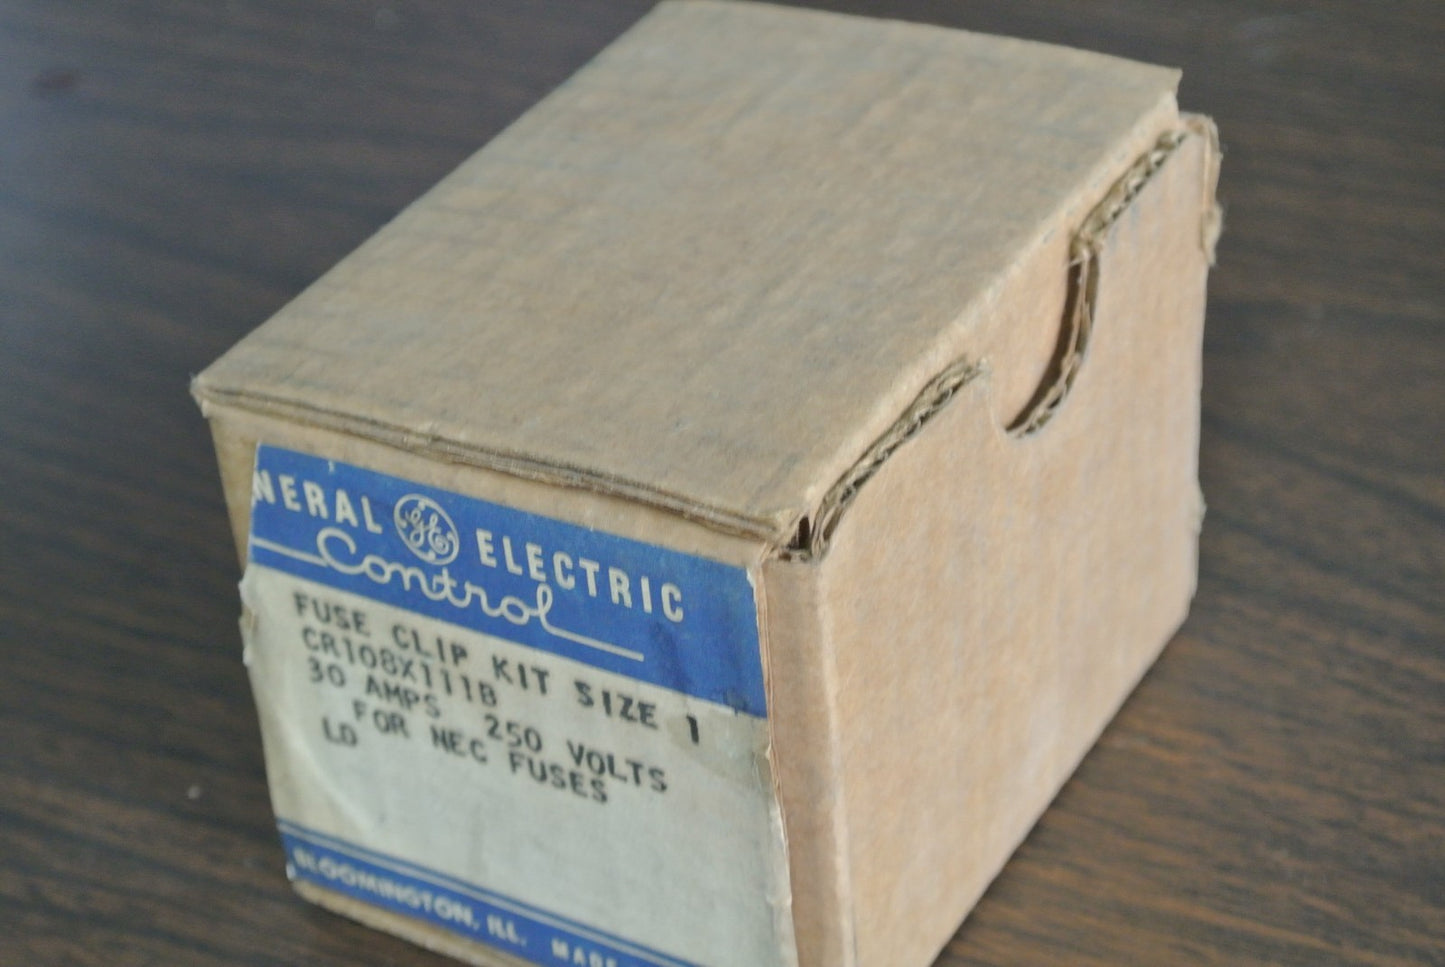 NERAL GE ELECTRIC
Control
FUSE CLIP KIT SIZE 1
CR108X111B
30 AMPS 250 VOLTS
FOR NEC FUSES
LD
BLOOMINGTON, ILL. MADE